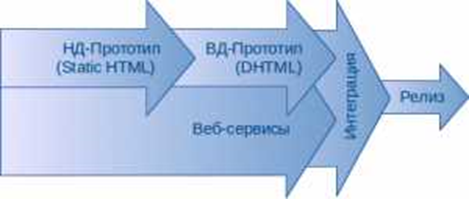 НД-Прототип
(Static HTML)
ВД-Прототип
(DHTML)
Веб-сервисы
Интеграция
Релиз